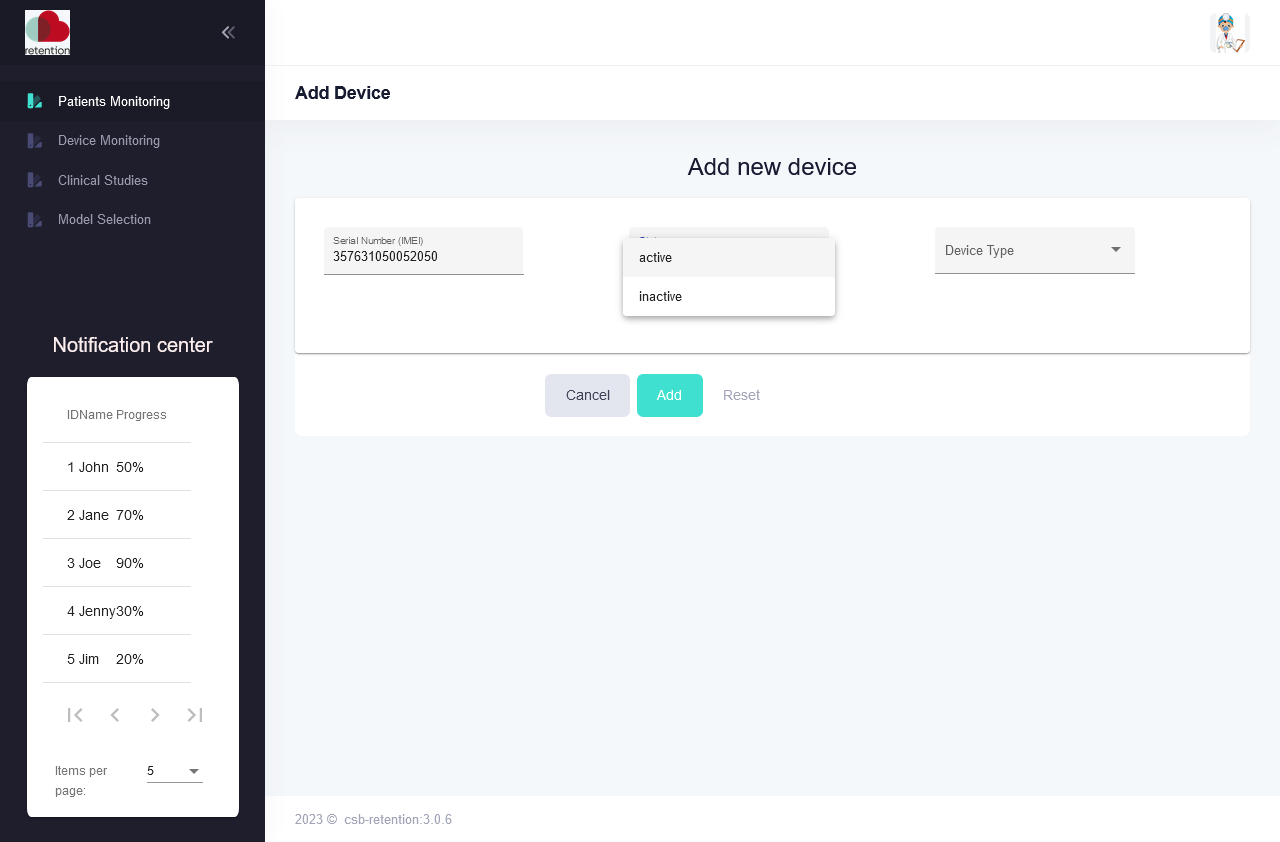 retention
Patients Monitoring
Device Monitoring
Clinical Studies
Model Selection
Notification center
ID Name Progress
1 John 50%
2 Jane 70%
3 Joe 90%
4 Jenny 30%
5 Jim 20%
Items per page: 5
Add Device
Add new device
Serial Number (IMEI)
357631050052050
active
inactive
Device Type
Cancel Add Reset
2023 © csb-retention:3.0.6